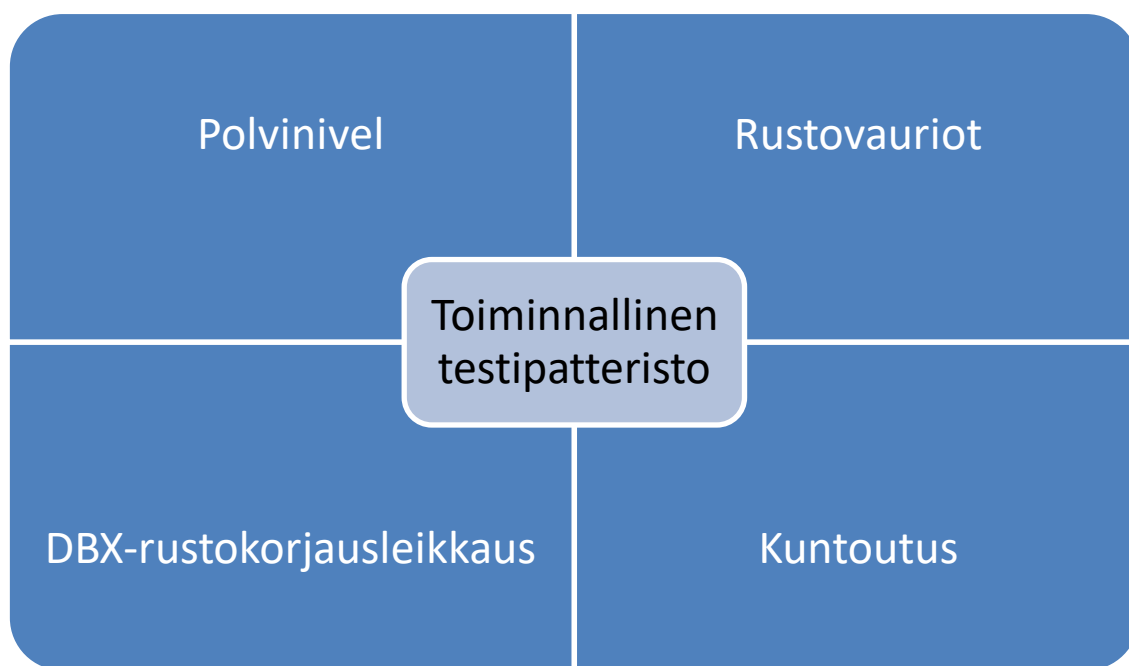 Polvinivel
Rustovauriot
Toiminnallinen
testipatteristo
DBX-rustokorjausleikkaus
Kuntoutus